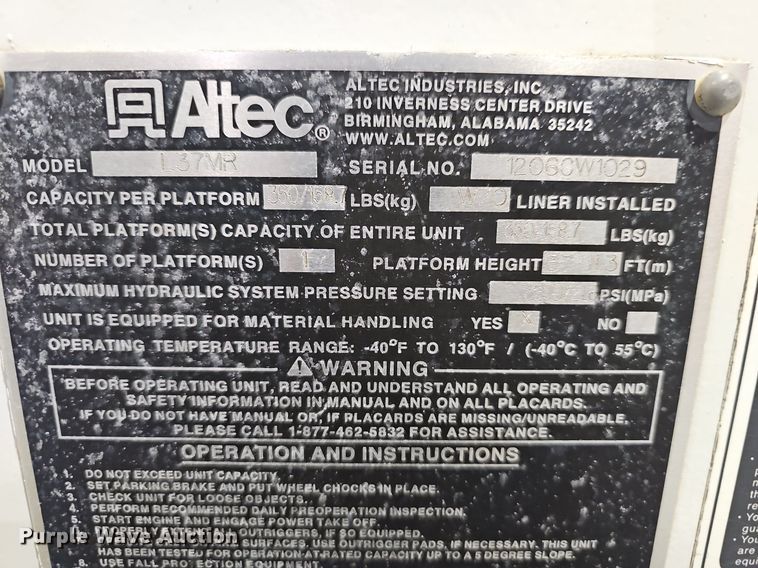 Altec®
ALTEC INDUSTRIES, INC.
210 INVERNESS CENTER DRIVE
BIRMINGHAM, ALABAMA 35242
WWW.ALTEC.COM
MODEL L37MR SERIAL NO. 1206CW1029
CAPACITY PER PLATFORM LBS(kg) LINER INSTALLED
TOTAL PLATFORM(S) CAPACITY OF ENTIRE UNIT LBS(kg)
NUMBER OF PLATFORM(S) 1 PLATFORM HEIGHT FT(m)
MAXIMUM HYDRAULIC SYSTEM PRESSURE SETTING PSI(MPa)
UNIT IS EQUIPPED FOR MATERIAL HANDLING YES X NO
OPERATING TEMPERATURE RANGE: -40°F TO 130°F / (-40°C TO 55°C)
WARNING
BEFORE OPERATING UNIT, READ AND UNDERSTAND ALL OPERATING AND
SAFETY INFORMATION IN MANUAL AND ON ALL PLACARDS.
IF YOU DO NOT HAVE MANUAL OR, IF PLACARDS ARE MISSING/UNREADABLE,
PLEASE CALL 1-877-462-5832 FOR ASSISTANCE.
OPERATION AND INSTRUCTIONS
1. DO NOT EXCEED UNIT CAPACITY.
2. SET PARKING BRAKE AND PUT WHEEL CHOCKS IN PLACE.
3. CHECK UNIT FOR LOOSE OBJECTS.
4. PERFORM RECOMMENDED DAILY PREOPERATION INSPECTION.
5. START ENGINE AND ENGAGE POWER TAKE OFF.
OUTRIGGERS, IF SO EQUIPPED.
SURFACES. USE OUTRIGGER PADS, IF NECESSARY. THIS UNIT
HAS BEEN TESTED FOR OPERATION AT RATED CAPACITY UP TO A 5 DEGREE SLOPE.
8. USE FALL PROTECTION EQUIPMENT.
Purple Wave Auction